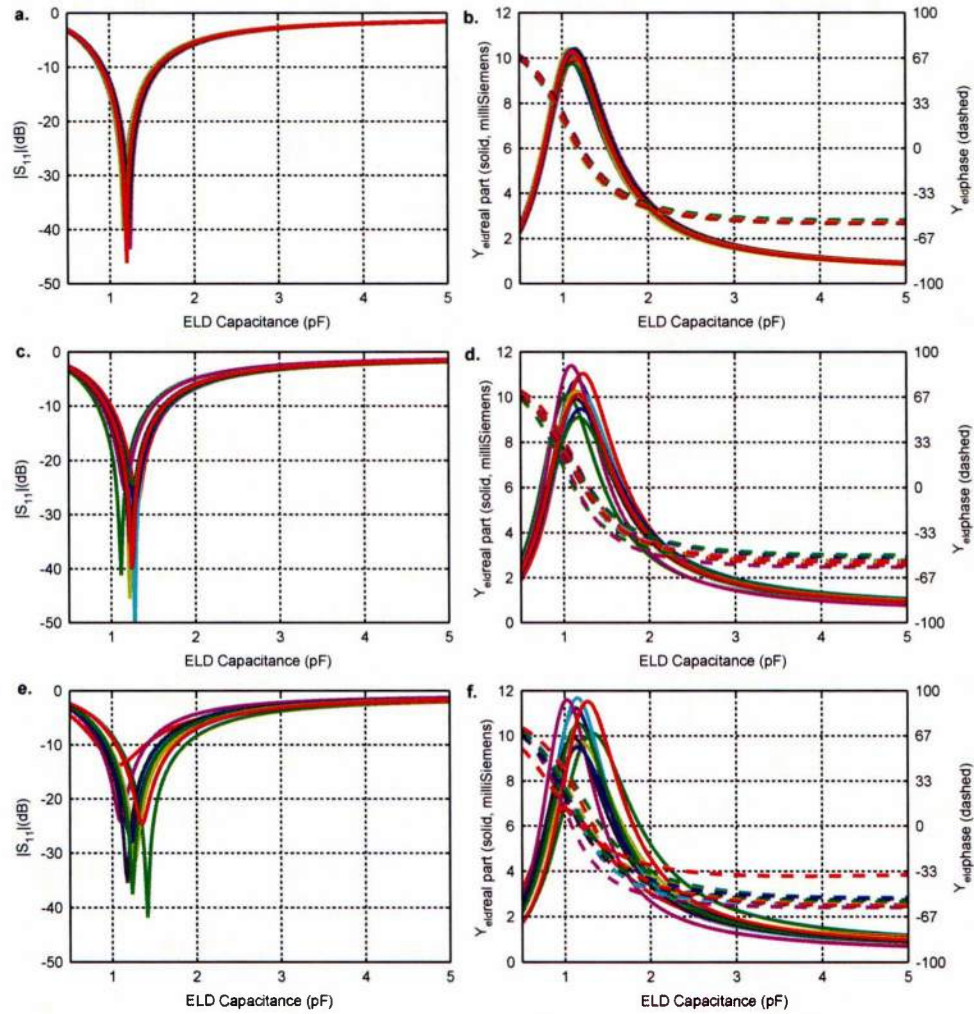 a.
0
-10
-20
-30
-40
-50
|S₁₁|(dB)
1 2 3 4 5
ELD Capacitance (pF)
b.
12
10
8
6
4
2
0
Y_eld real part (solid, milliSiemens)
100
67
33
0
-33
-67
-100
Y_eld phase (dashed)
1 2 3 4 5
ELD Capacitance (pF)
c.
0
-10
-20
-30
-40
-50
|S₁₁|(dB)
1 2 3 4 5
ELD Capacitance (pF)
d.
12
10
8
6
4
2
0
Y_eld real part (solid, milliSiemens)
100
67
33
0
-33
-67
-100
Y_eld phase (dashed)
1 2 3 4 5
ELD Capacitance (pF)
e.
0
-10
-20
-30
-40
-50
|S₁₁|(dB)
1 2 3 4 5
ELD Capacitance (pF)
f.
12
10
8
6
4
2
0
Y_eld real part (solid, milliSiemens)
100
67
33
0
-33
-67
-100
Y_eld phase (dashed)
1 2 3 4 5
ELD Capacitance (pF)